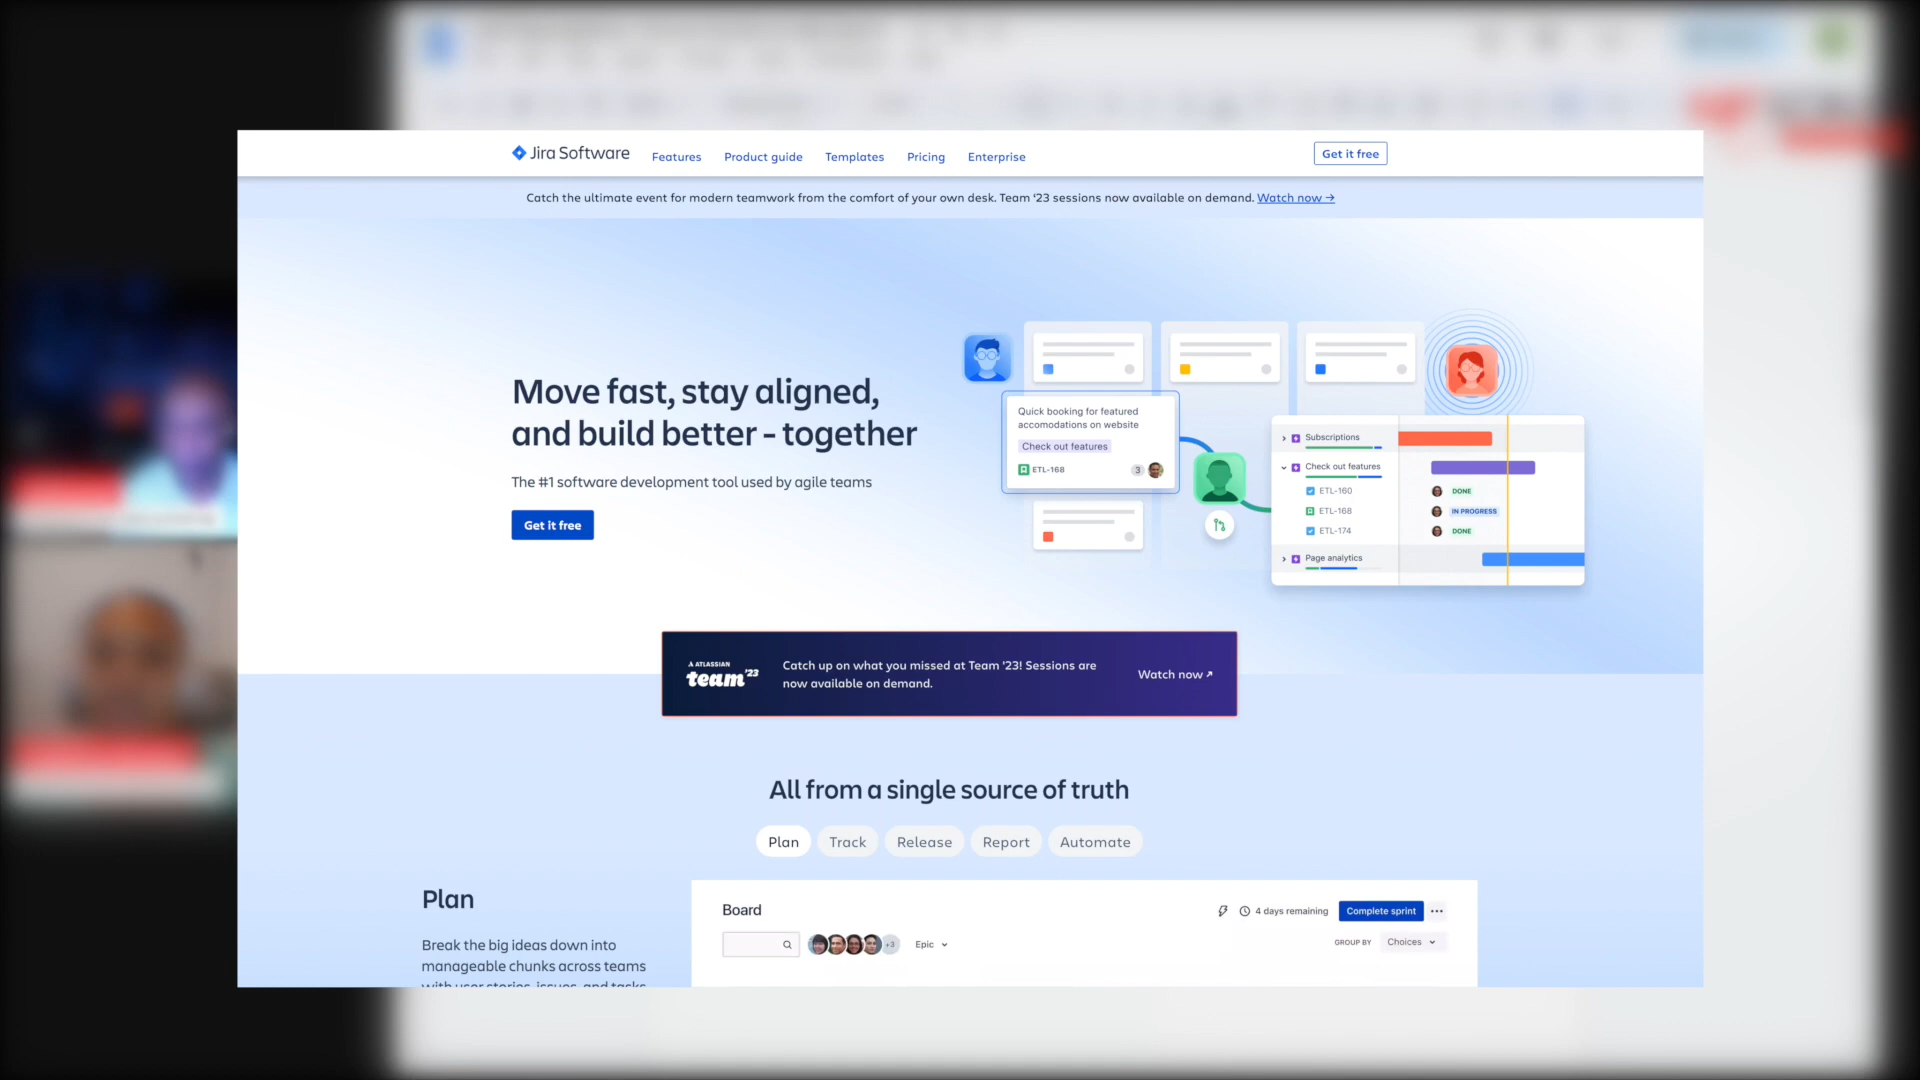 Jira Software
Features
Product guide
Templates
Pricing
Enterprise
Get it free
Catch the ultimate event for modern teamwork from the comfort of your own desk. Team '23 sessions now available on demand. Watch now →
Move fast, stay aligned,
and build better - together
The #1 software development tool used by agile teams
Get it free
Quick booking for featured
accomodations on website
Check out features
ETL-168
3
Subscriptions
Check out features
ETL-160
DONE
ETL-168
IN PROGRESS
ETL-174
DONE
Page analytics
ATLASSIAN
team '23
Catch up on what you missed at Team '23! Sessions are
now available on demand.
Watch now ↗
All from a single source of truth
Plan
Track
Release
Report
Automate
Plan
Break the big ideas down into
manageable chunks across teams
with user stories, issues, and tasks
Board
4 days remaining
Complete sprint
+3
Epic
GROUP BY
Choices